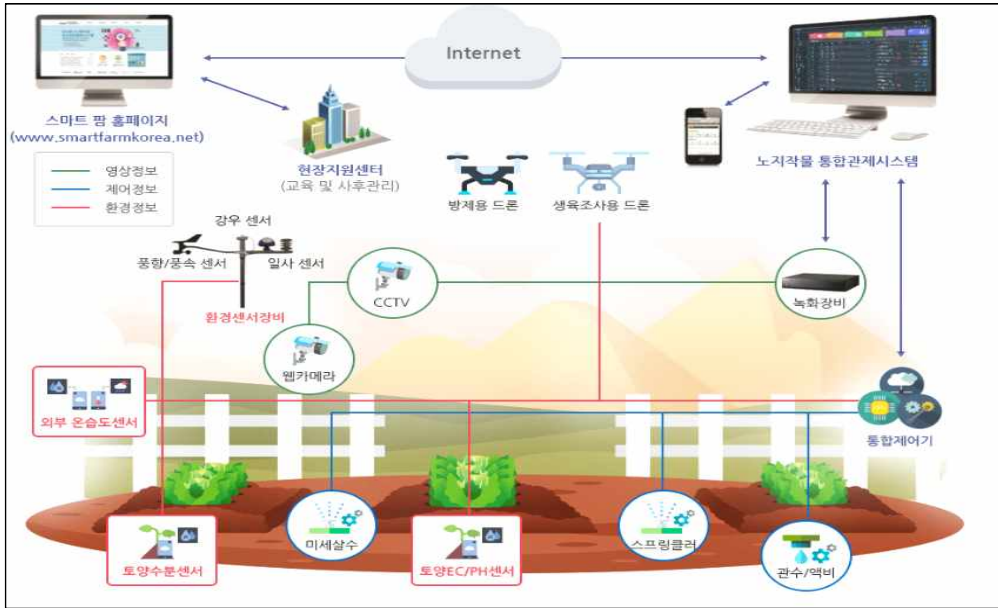 Internet
스마트 팜 홈페이지
(www.smartfarmkorea.net)
현장지원센터
(교육 및 사후관리)
노지작물 통합관제시스템
영상정보
제어정보
환경정보
방제용 드론
생육조사용 드론
강우 센서
풍향/풍속 센서
일사 센서
환경센서장비
CCTV
녹화장비
웹카메라
외부 온습도센서
통합제어기
미세살수
스프링클러
관수/액비
토양수분센서
토양EC/PH센서